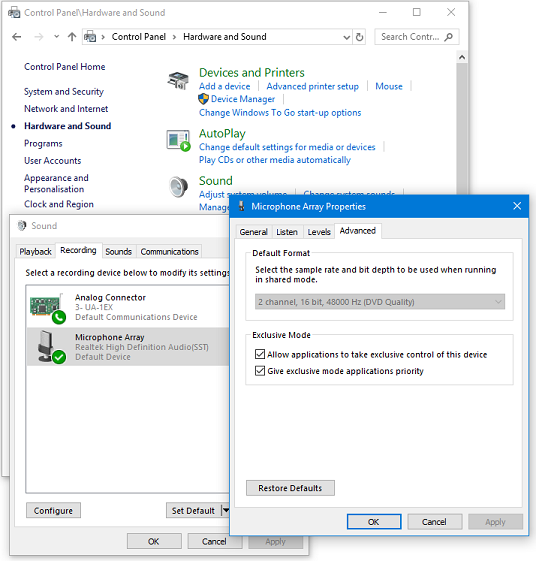 Control Panel\Hardware and Sound
Control Panel > Hardware and Sound
Search Contr...
Control Panel Home
System and Security
Network and Internet
Hardware and Sound
Programs
User Accounts
Appearance and
Personalisation
Clock and Region
Devices and Printers
Add a device
Advanced printer setup
Mouse
Device Manager
Change Windows To Go start-up options
AutoPlay
Change default settings for media or devices
Play CDs or other media automatically
Sound
Adjust system volume
Change system sounds
Manage
Sound
Playback
Recording
Sounds
Communications
Select a recording device below to modify its settings
Analog Connector
3- UA-1EX
Default Communications Device
Microphone Array
Realtek High Definition Audio(SST)
Default Device
Configure
Set Default
OK
Cancel
Apply
Microphone Array Properties
General
Listen
Levels
Advanced
Default Format
Select the sample rate and bit depth to be used when running
in shared mode.
2 channel, 16 bit, 48000 Hz (DVD Quality)
Exclusive Mode
Allow applications to take exclusive control of this device
Give exclusive mode applications priority
Restore Defaults
OK
Cancel
Apply